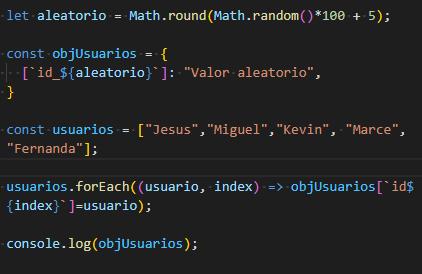 let aleatorio = Math.round(Math.random()*100 + 5);
const objUsuarios = {
  [`id_${aleatorio}`]: "Valor aleatorio",
}
const usuarios = ["Jesus","Miguel","Kevin", "Marce",
"Fernanda"];
usuarios.forEach((usuario, index) => objUsuarios[`id$
{index}`]=usuario);
console.log(objUsuarios);